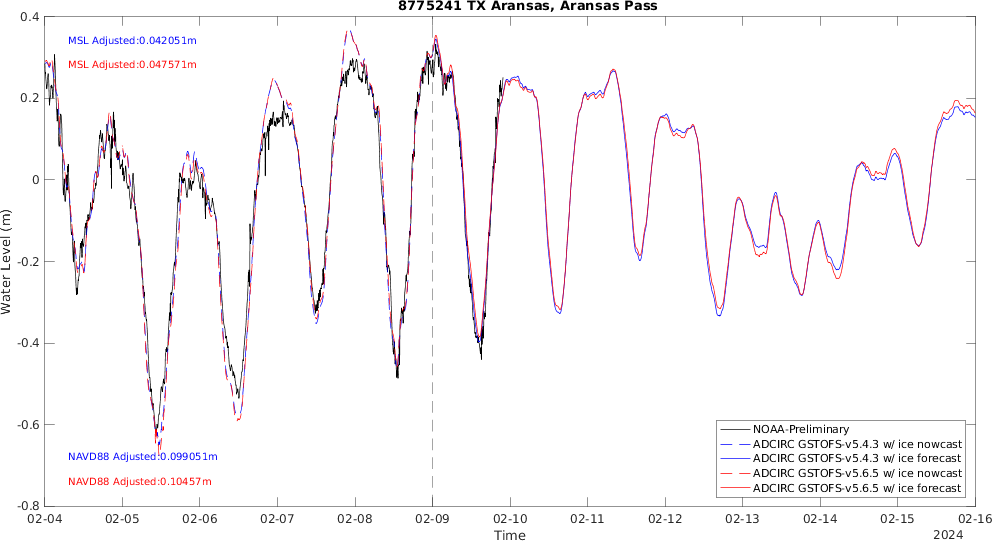 8775241 TX Aransas, Aransas Pass
0.4
0.2
0
-0.2
-0.4
-0.6
-0.8
Water Level (m)
MSL Adjusted:0.042051m
MSL Adjusted:0.047571m
NAVD88 Adjusted:0.099051m
NAVD88 Adjusted:0.10457m
NOAA-Preliminary
ADCIRC GSTOFS-v5.4.3 w/ ice nowcast
ADCIRC GSTOFS-v5.4.3 w/ ice forecast
ADCIRC GSTOFS-v5.6.5 w/ ice nowcast
ADCIRC GSTOFS-v5.6.5 w/ ice forecast
02-04 02-05 02-06 02-07 02-08 02-09 02-10 02-11 02-12 02-13 02-14 02-15 02-16
Time
2024